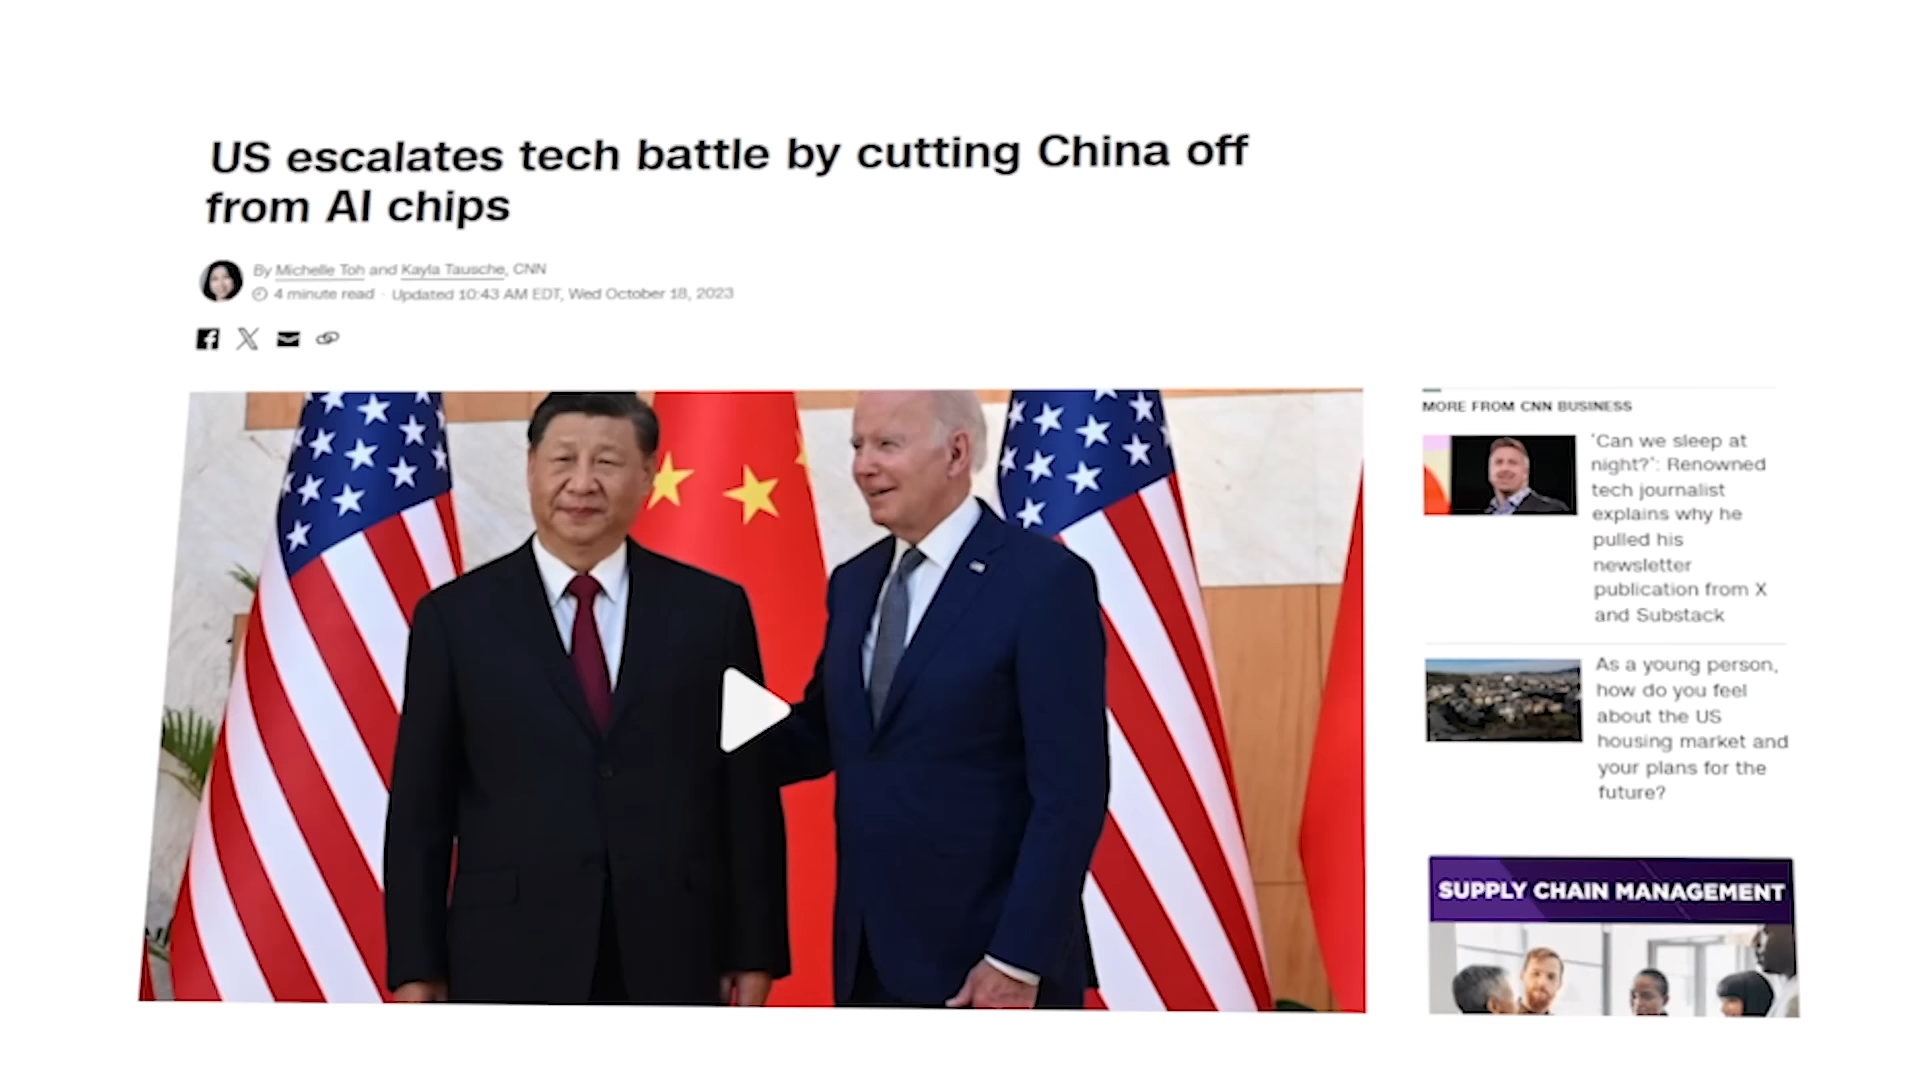 US escalates tech battle by cutting China off
from AI chips
By Michelle Toh and Kayla Tausche, CNN
4 minute read · Updated 10:43 AM EDT, Wed October 18, 2023
MORE FROM CNN BUSINESS
'Can we sleep at
night?': Renowned
tech journalist
explains why he
pulled his
newsletter
publication from X
and Substack
As a young person,
how do you feel
about the US
housing market and
your plans for the
future?
SUPPLY CHAIN MANAGEMENT